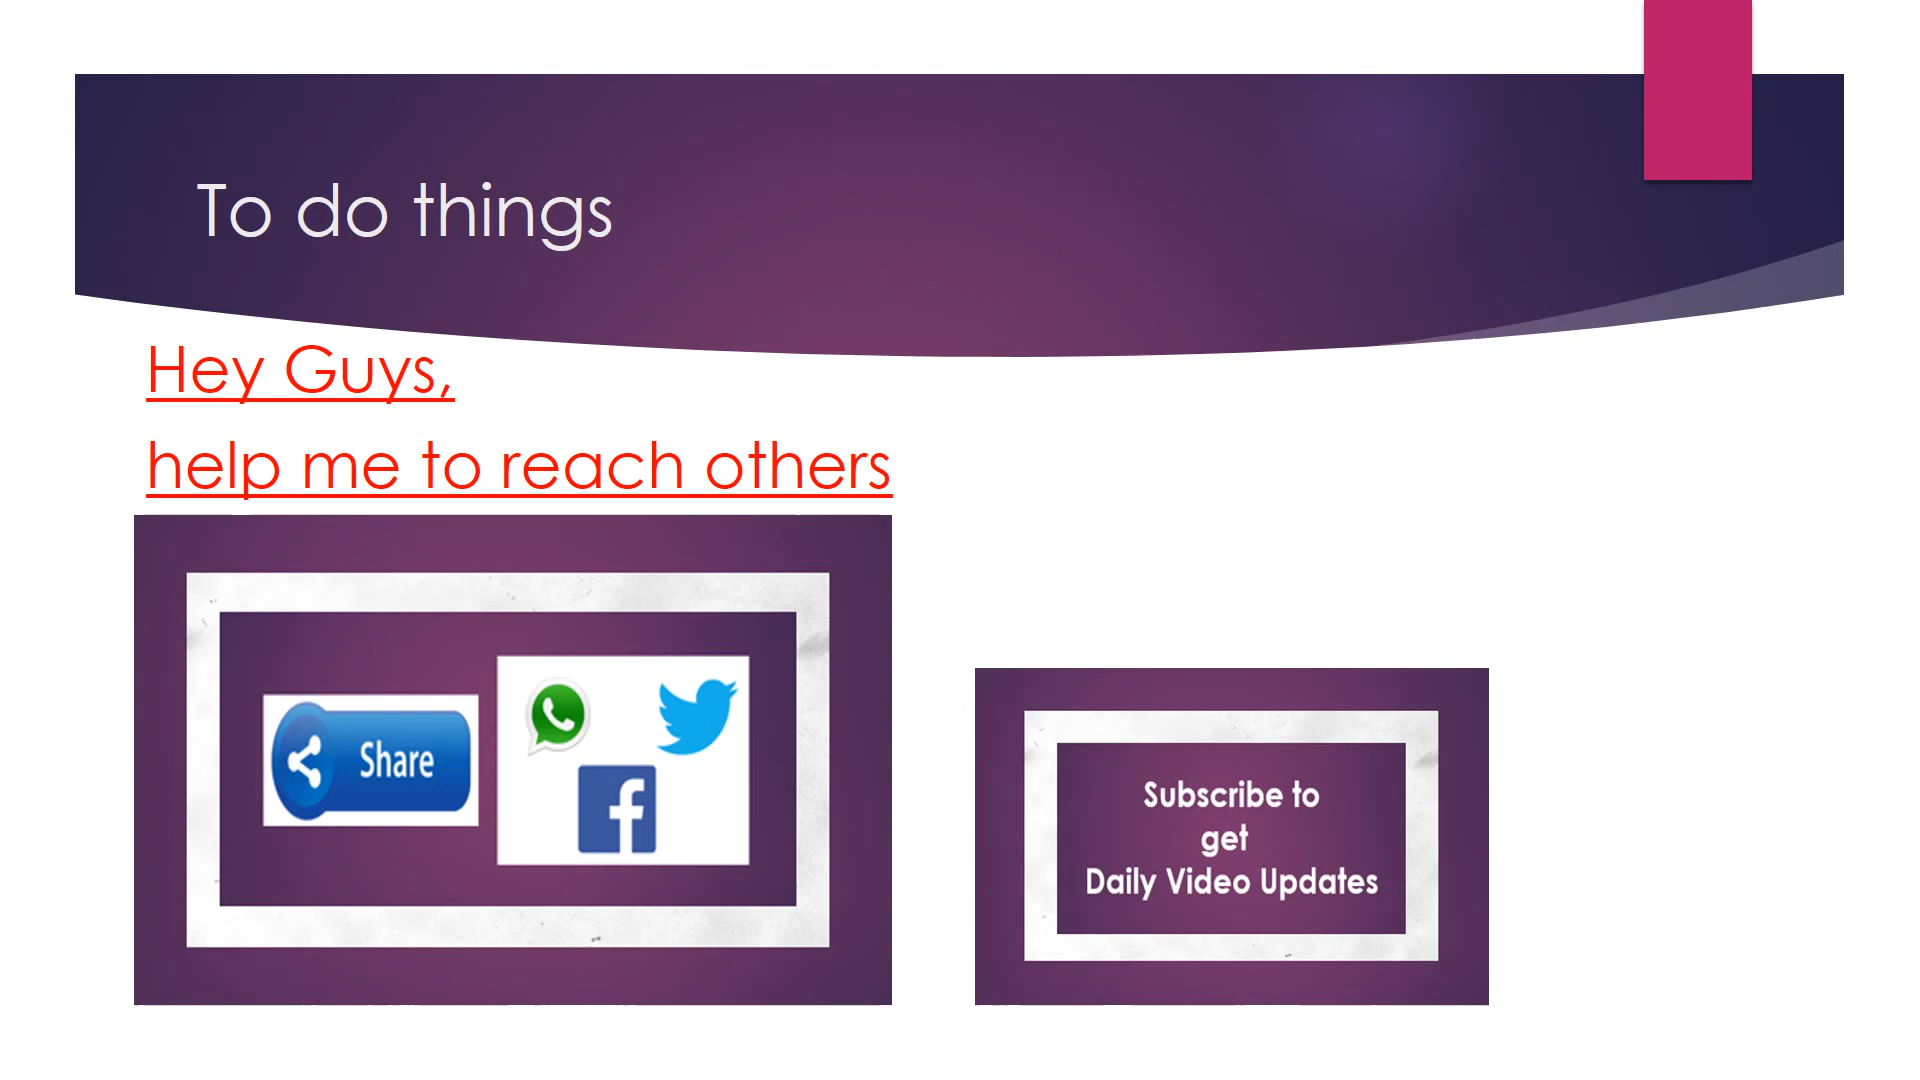 To do things
Hey Guys,
help me to reach others
Share
Subscribe to
get
Daily Video Updates